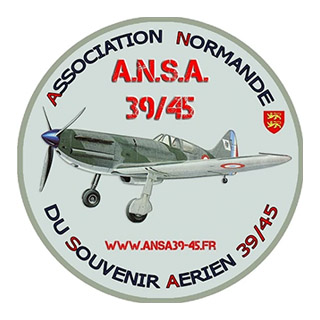 ASSOCIATION NORMANDE
A.N.S.A.
39/45
WWW.ANSA39-45.FR
DU SOUVENIR AERIEN 39/45